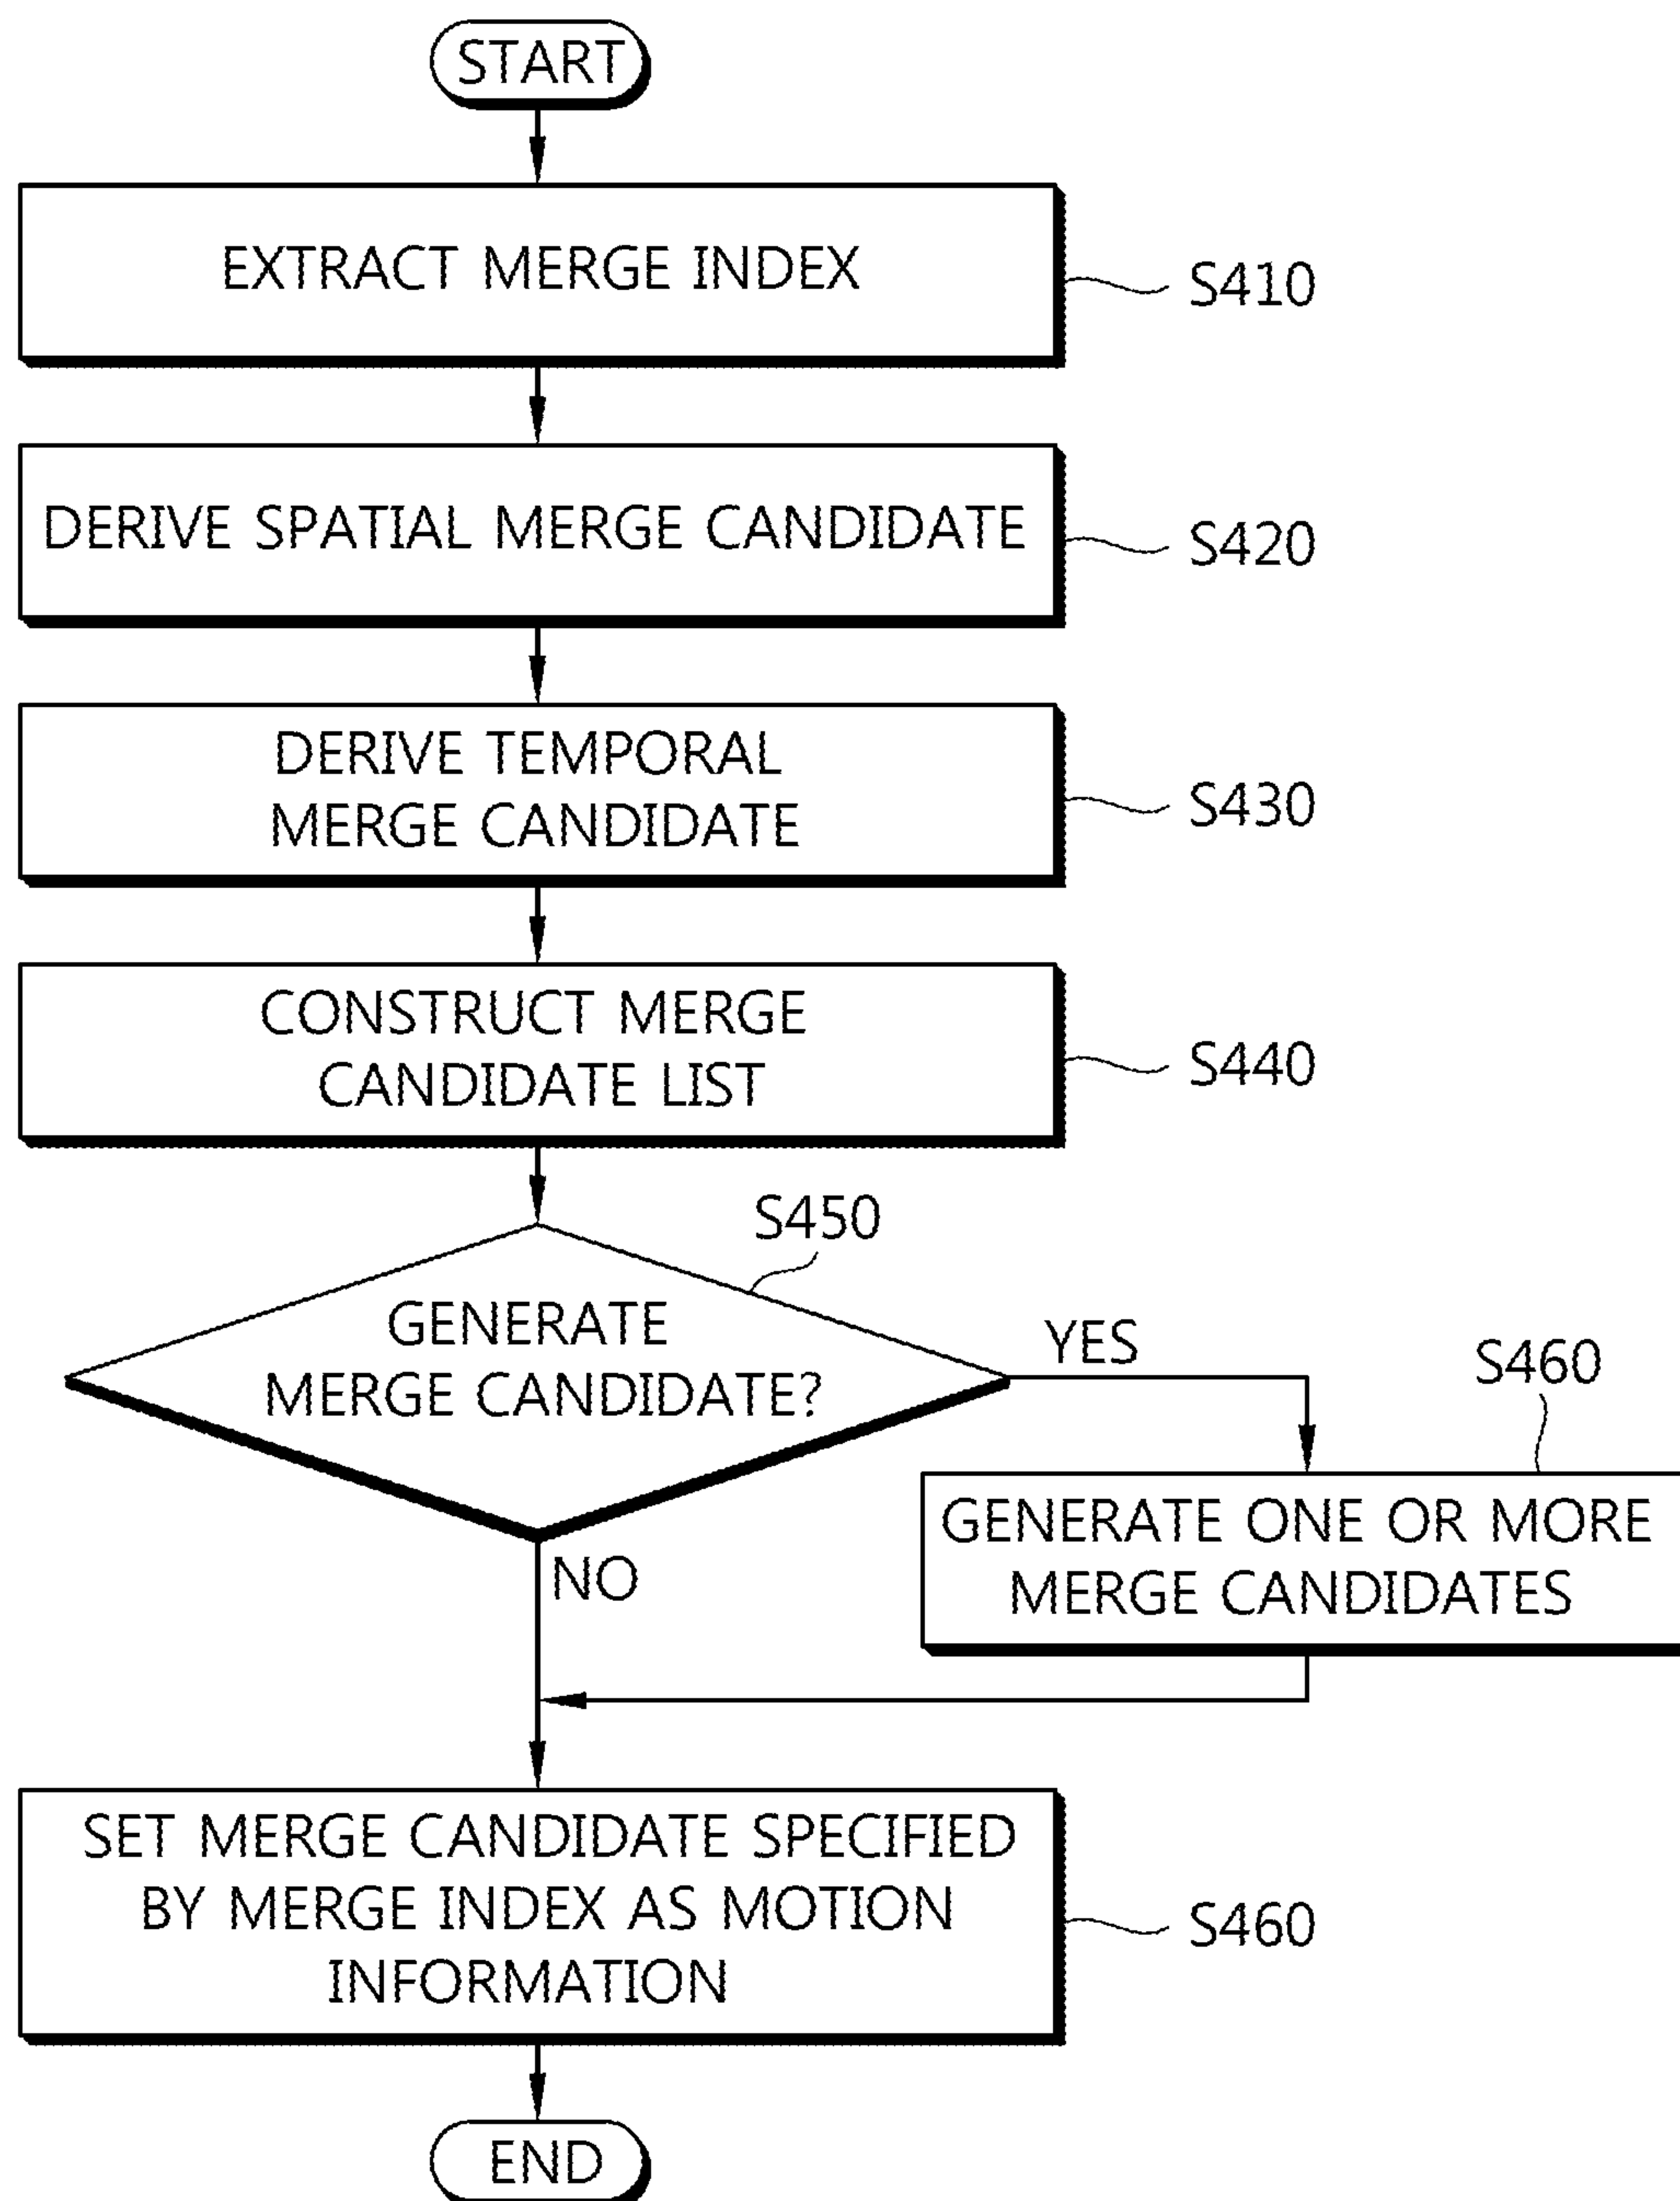 START
EXTRACT MERGE INDEX
S410
DERIVE SPATIAL MERGE CANDIDATE
S420
DERIVE TEMPORAL
MERGE CANDIDATE
S430
CONSTRUCT MERGE
CANDIDATE LIST
S440
S450
GENERATE
MERGE CANDIDATE?
YES
S460
GENERATE ONE OR MORE
MERGE CANDIDATES
NO
SET MERGE CANDIDATE SPECIFIED
BY MERGE INDEX AS MOTION
INFORMATION
S460
END